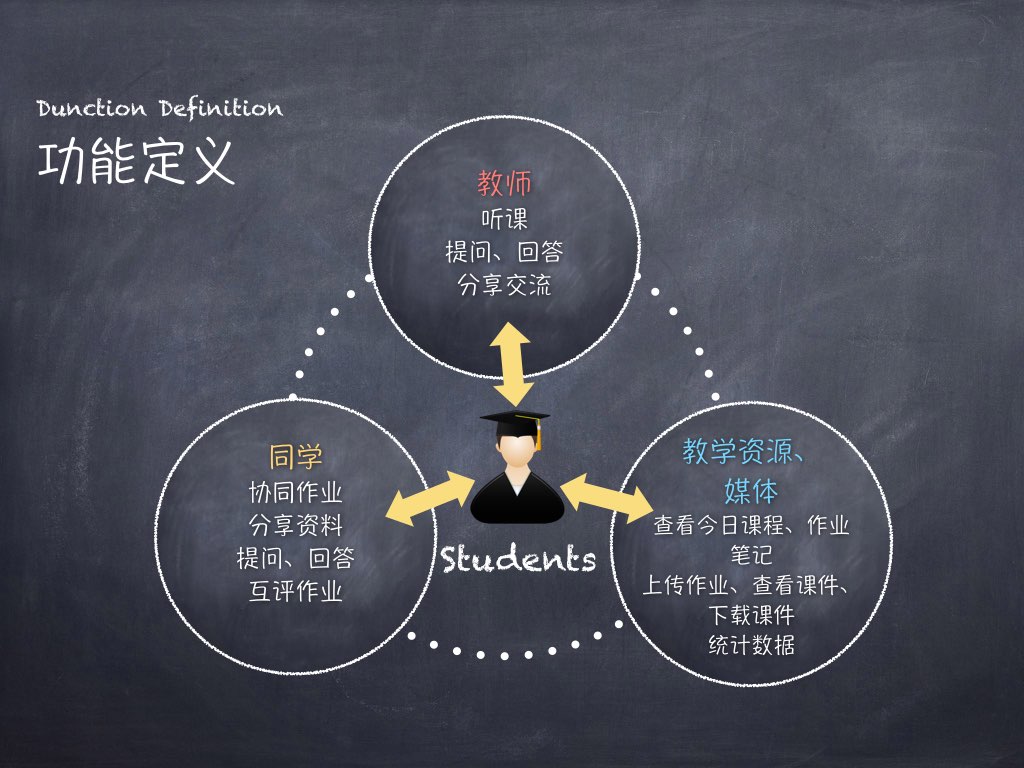 Dunction Definition
功能定义
教师
听课
提问、回答
分享交流
同学
协同作业
分享资料
提问、回答
互评作业
Students
教学资源、
媒体
查看今日课程、作业
笔记
上传作业、查看课件、
下载课件
统计数据